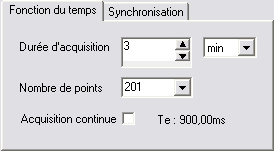 Fonction du temps Synchronisation
Durée d'acquisition 3 min
Nombre de points 201
Acquisition continue Te : 900,00ms